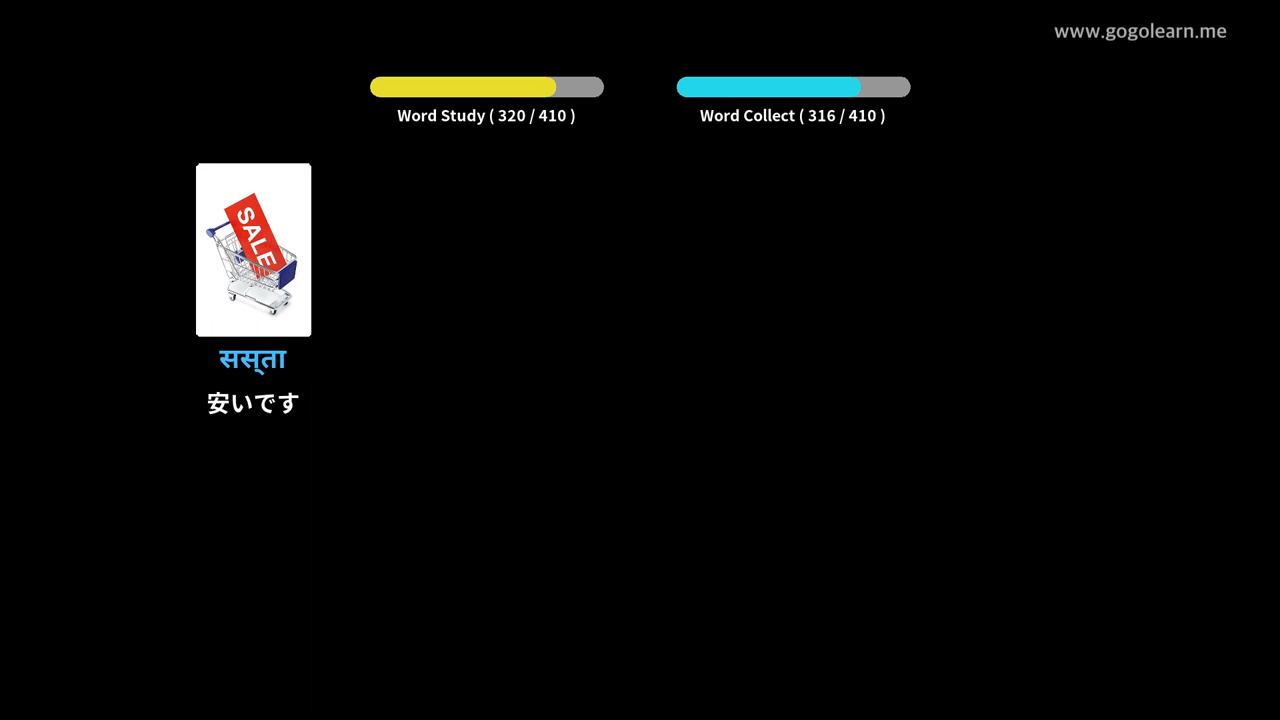 www.gogolearn.me
Word Study ( 320 / 410 )
Word Collect ( 316 / 410 )
SALE
सस्ता
安いです